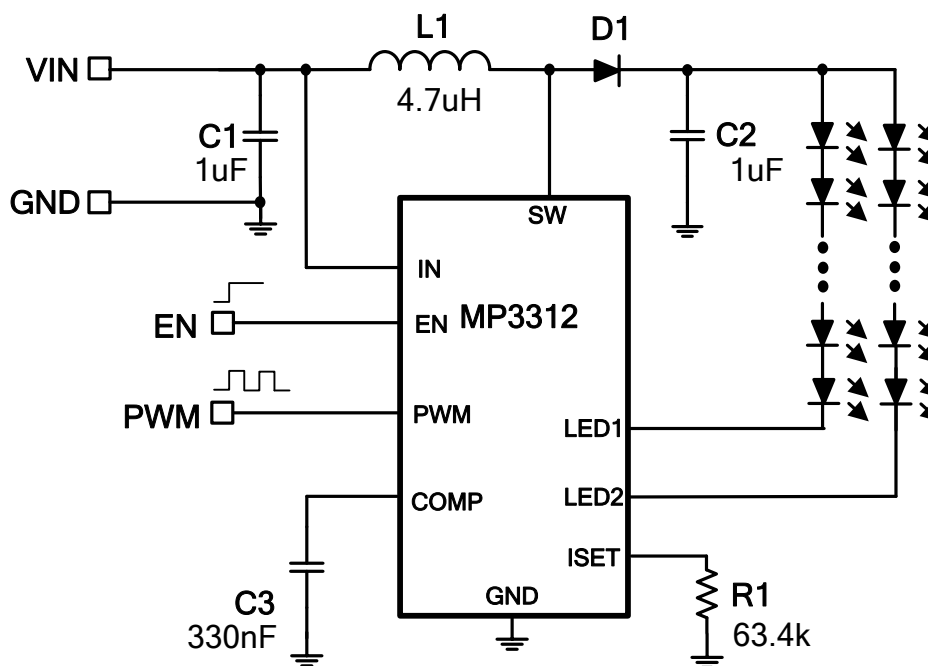 L1
D1
VIN
4.7uH
C1
1uF
C2
1uF
GND
SW
IN
EN
EN
MP3312
PWM
PWM
LED1
COMP
LED2
ISET
C3
330nF
GND
R1
63.4k